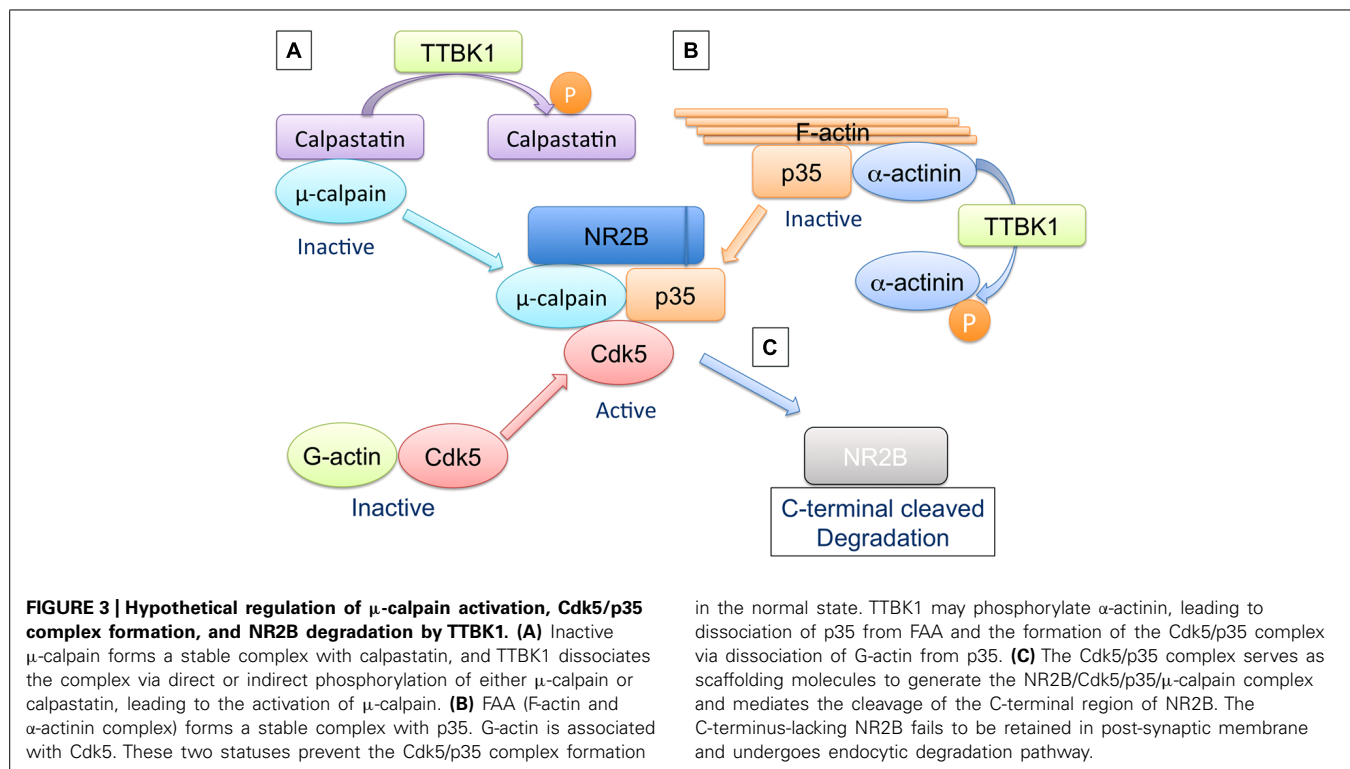 A
TTBK1
P
Calpastatin
Calpastatin
μ-calpain
Inactive
B
F-actin
p35
α-actinin
Inactive
TTBK1
α-actinin
P
NR2B
μ-calpain
p35
Cdk5
Active
C
G-actin
Cdk5
Inactive
NR2B
C-terminal cleaved
Degradation
FIGURE 3 | Hypothetical regulation of μ-calpain activation, Cdk5/p35
complex formation, and NR2B degradation by TTBK1. (A) Inactive
μ-calpain forms a stable complex with calpastatin, and TTBK1 dissociates
the complex via direct or indirect phosphorylation of either μ-calpain or
calpastatin, leading to the activation of μ-calpain. (B) FAA (F-actin and
α-actinin complex) forms a stable complex with p35. G-actin is associated
with Cdk5. These two statuses prevent the Cdk5/p35 complex formation
in the normal state. TTBK1 may phosphorylate α-actinin, leading to
dissociation of p35 from FAA and the formation of the Cdk5/p35 complex
via dissociation of G-actin from p35. (C) The Cdk5/p35 complex serves as
scaffolding molecules to generate the NR2B/Cdk5/p35/μ-calpain complex
and mediates the cleavage of the C-terminal region of NR2B. The
C-terminus-lacking NR2B fails to be retained in post-synaptic membrane
and undergoes endocytic degradation pathway.